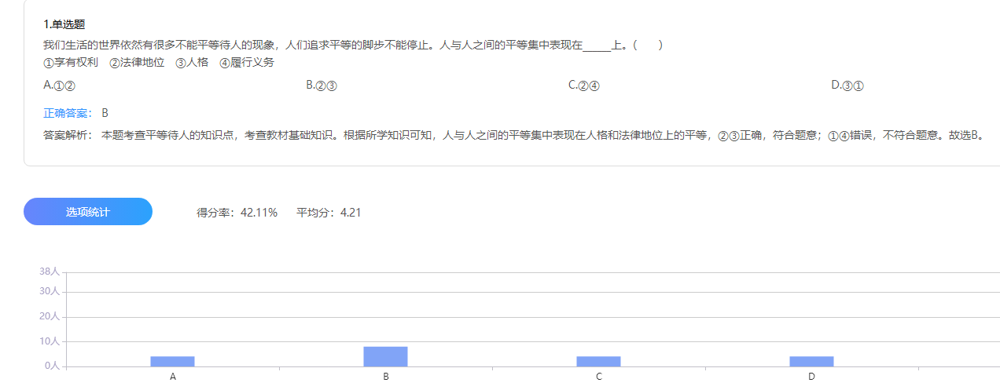 1.单选题
我们生活的世界依然有很多不能平等待人的现象，人们追求平等的脚步不能停止。人与人之间的平等集中表现在_____上。（　　）
①享有权利　②法律地位　③人格　④履行义务
A.①②　B.②③　C.②④　D.③①
正确答案： B
答案解析： 本题考查平等待人的知识点，考查教材基础知识。根据所学知识可知，人与人之间的平等集中表现在人格和法律地位上的平等，②③正确，符合题意；①④错误，不符合题意。故选B。
选项统计　得分率：42.11%　平均分：4.21
38人
30人
20人
10人
0人
A　B　C　D